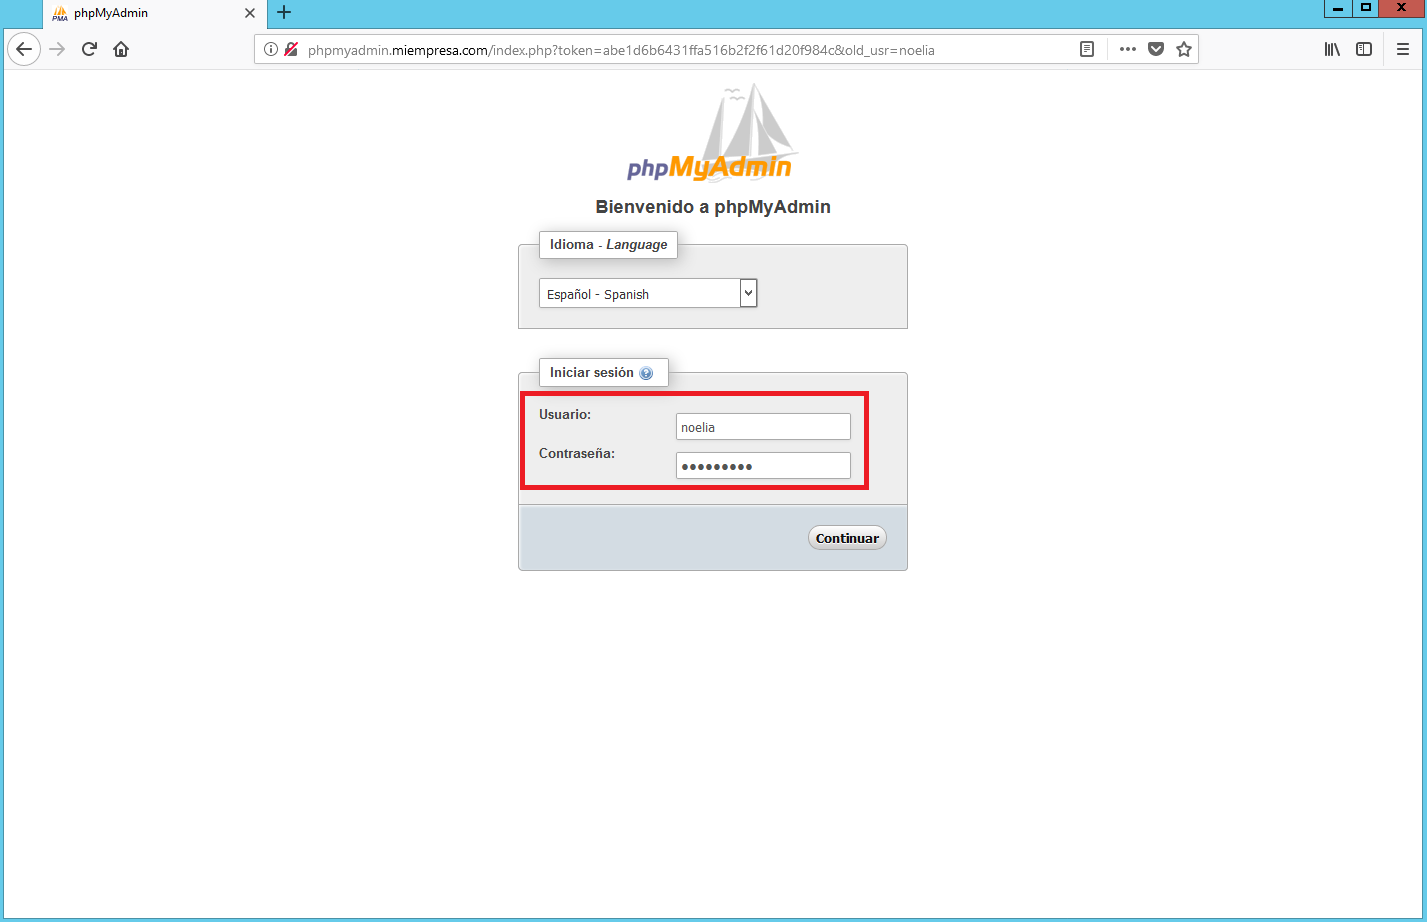 phpMyAdmin
phpmyadmin.miempresa.com/index.php?token=abe1d6b6431ffa516b2f2f61d20f984c&old_usr=noelia
phpMyAdmin
Bienvenido a phpMyAdmin
Idioma - Language
Español - Spanish
Iniciar sesión
Usuario:
noelia
Contraseña:
•••••••••
Continuar